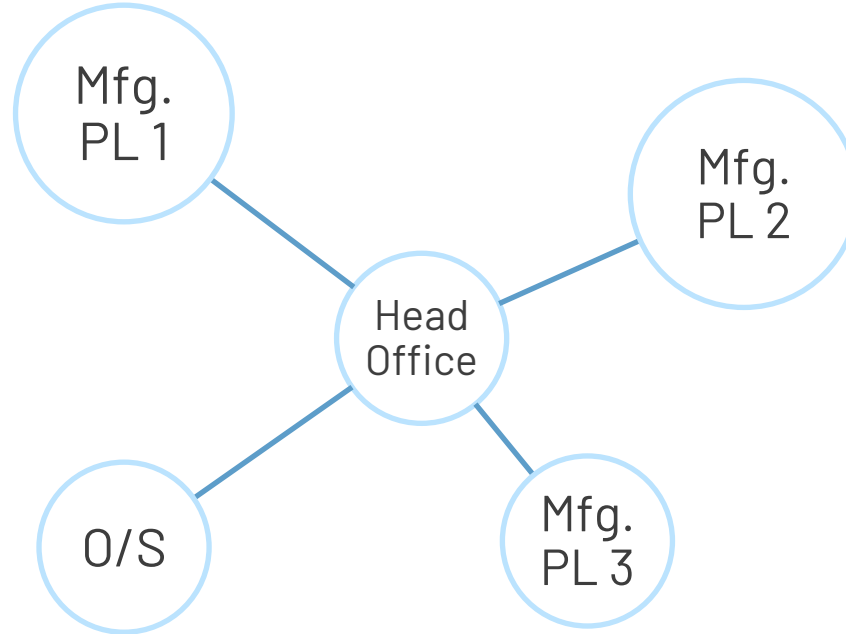 Mfg.
PL 1
Mfg.
PL 2
Head
Office
O/S
Mfg.
PL 3